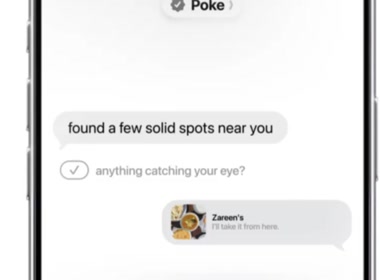 Poke
found a few solid spots near you
anything catching your eye?
Zareen's
I'll take it from here.